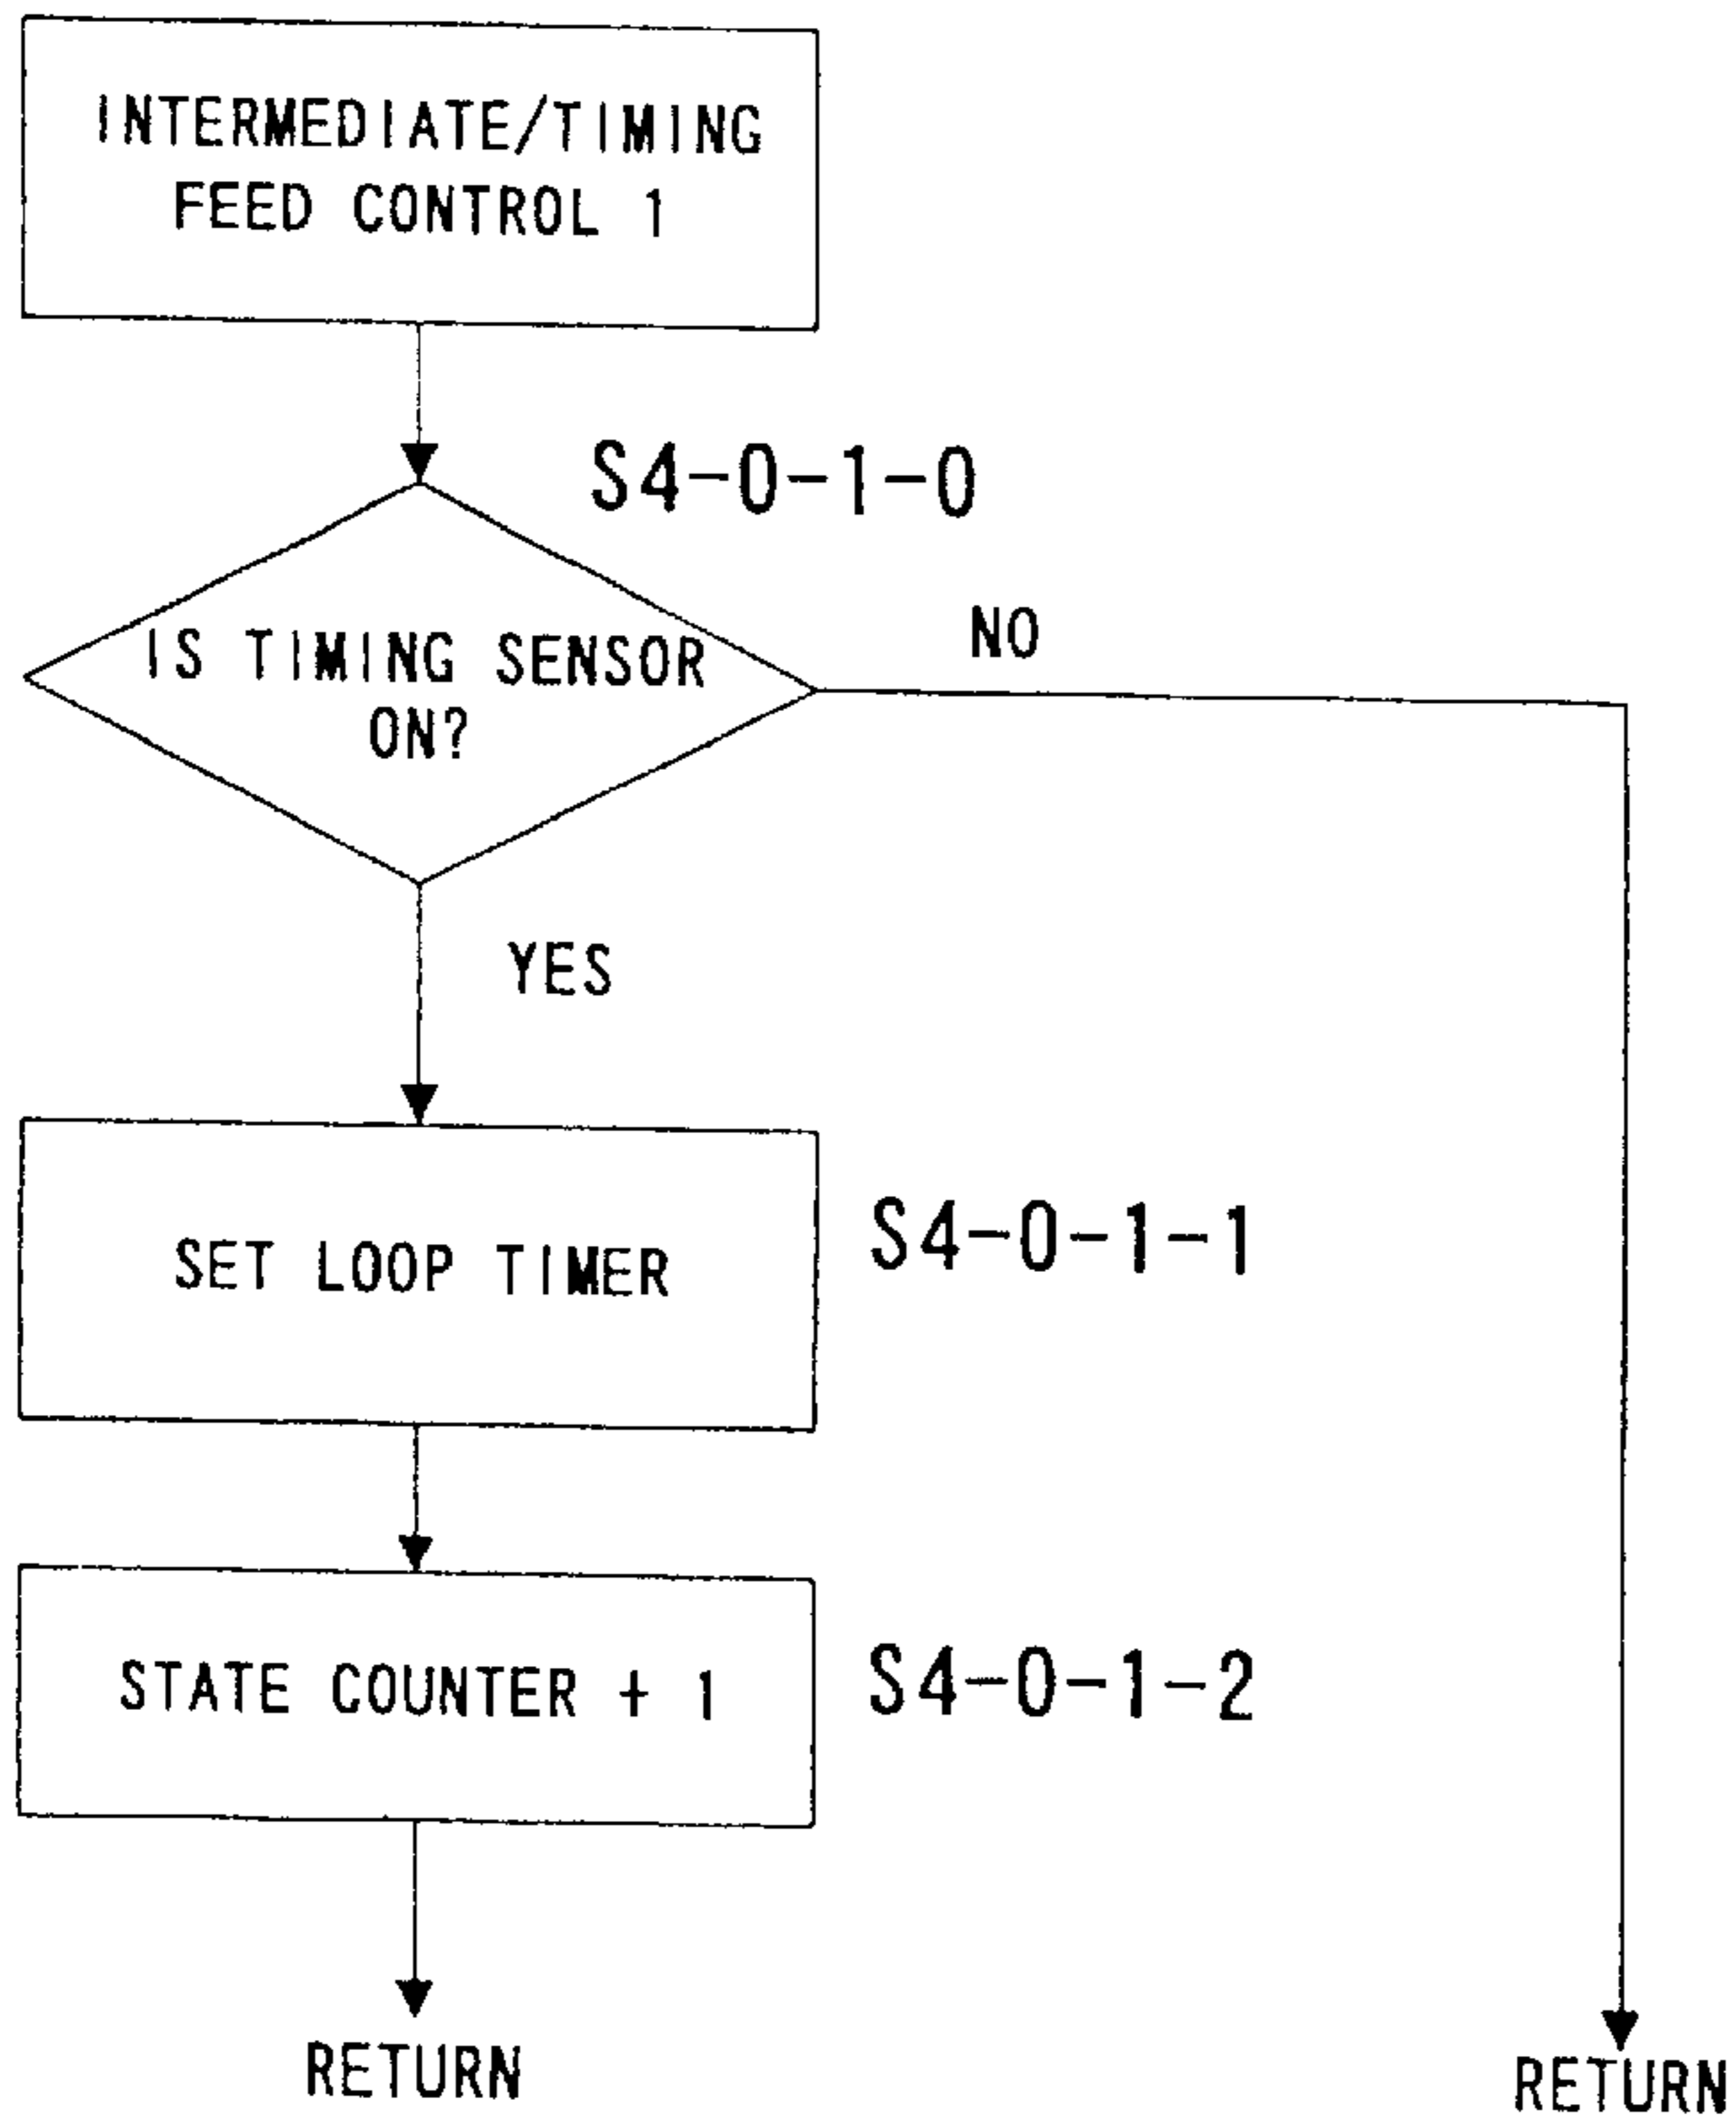 INTERMEDIATE/TIMING
FEED CONTROL 1
S4-0-1-0
IS TIMING SENSOR
ON?
NO
YES
SET LOOP TIMER
S4-0-1-1
STATE COUNTER + 1
S4-0-1-2
RETURN
RETURN